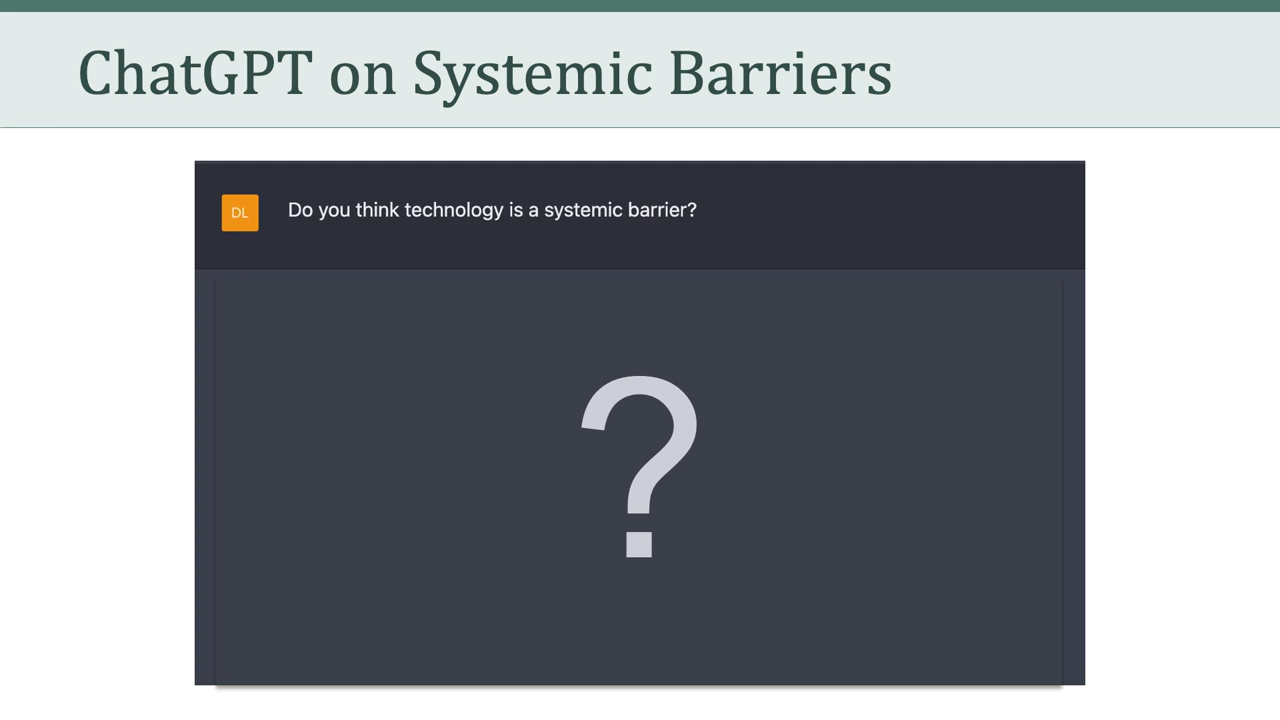 ChatGPT on Systemic Barriers
DL
Do you think technology is a systemic barrier?
?